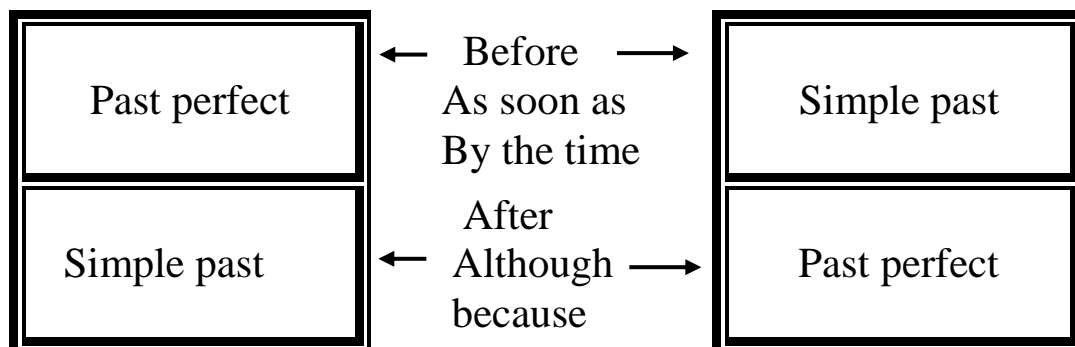 Past perfect
Before
As soon as
By the time
Simple past
Simple past
After
Although
because
Past perfect